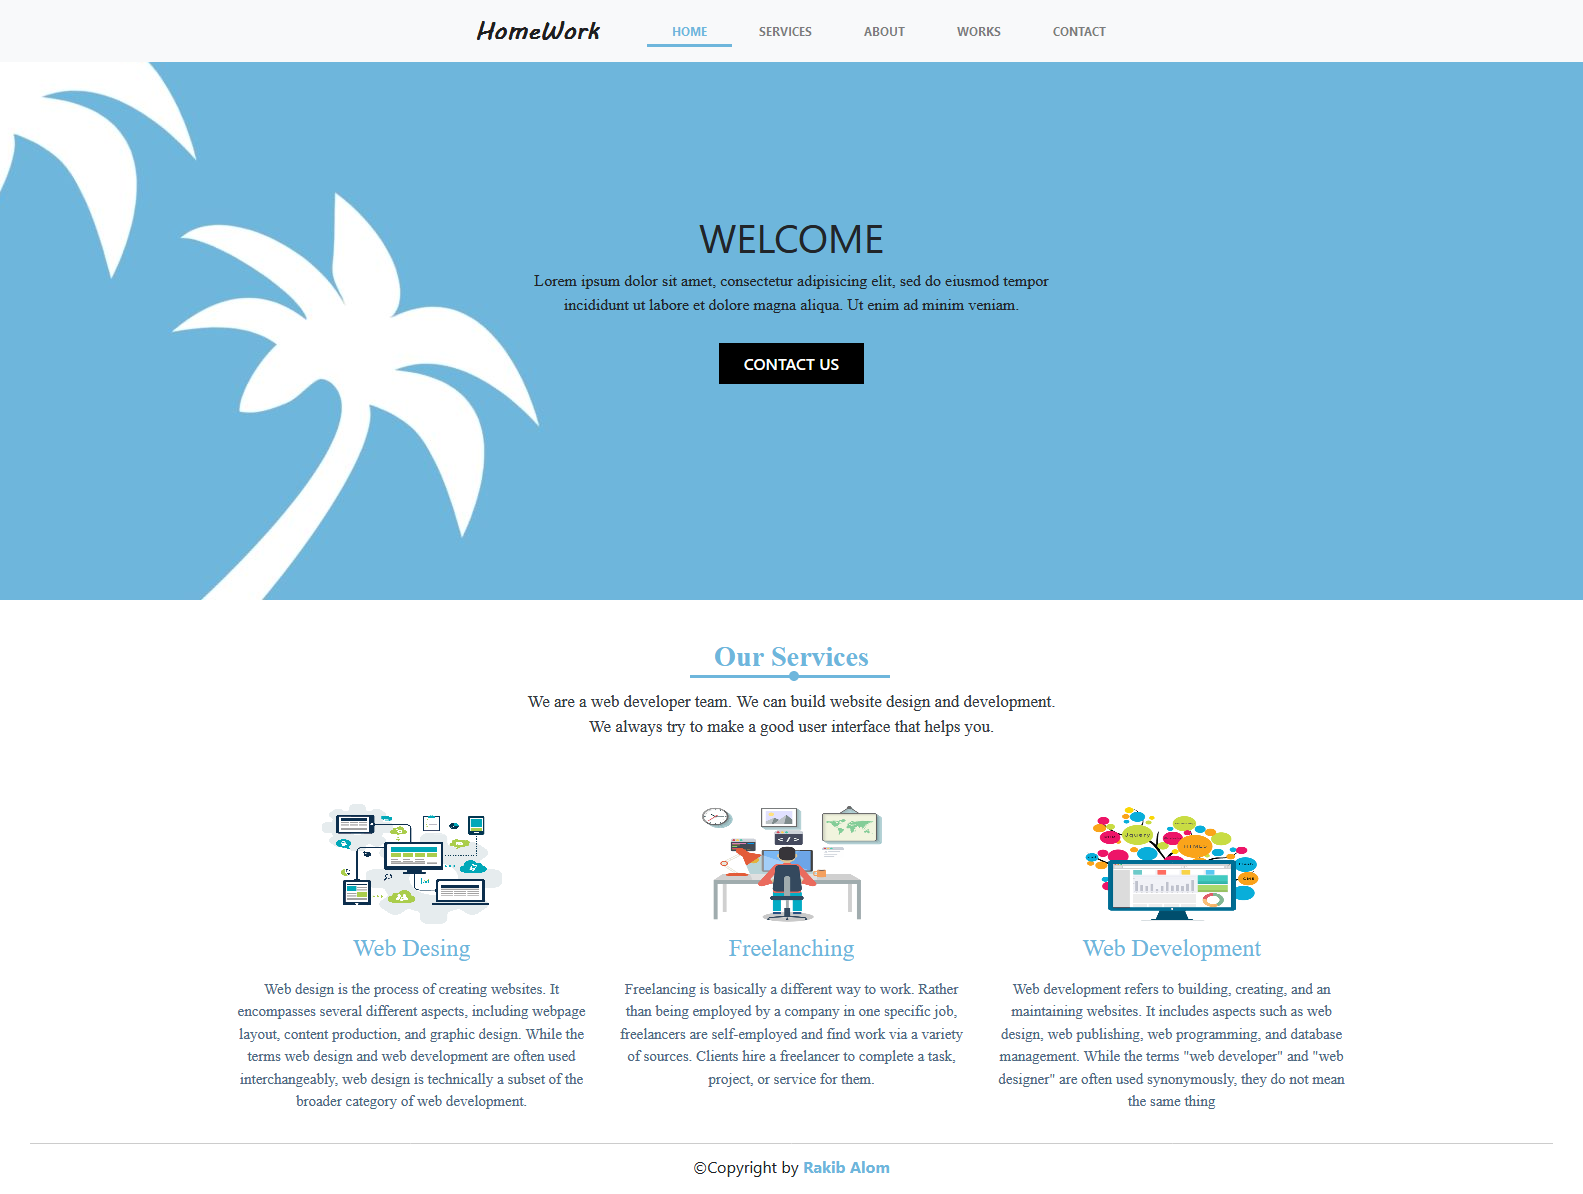 HomeWork
HOME SERVICES ABOUT WORKS CONTACT
WELCOME
Lorem ipsum dolor sit amet, consectetur adipisicing elit, sed do eiusmod tempor
incididunt ut labore et dolore magna aliqua. Ut enim ad minim veniam.
CONTACT US
Our Services
We are a web developer team. We can build website design and development.
We always try to make a good user interface that helps you.
jQuery
HTML5
Web Desing
Web design is the process of creating websites. It
encompasses several different aspects, including webpage
layout, content production, and graphic design. While the
terms web design and web development are often used
interchangeably, web design is technically a subset of the
broader category of web development.
Freelanching
Freelancing is basically a different way to work. Rather
than being employed by a company in one specific job,
freelancers are self-employed and find work via a variety
of sources. Clients hire a freelancer to complete a task,
project, or service for them.
Web Development
Web development refers to building, creating, and an
maintaining websites. It includes aspects such as web
design, web publishing, web programming, and database
management. While the terms "web developer" and "web
designer" are often used synonymously, they do not mean
the same thing
©Copyright by Rakib Alom